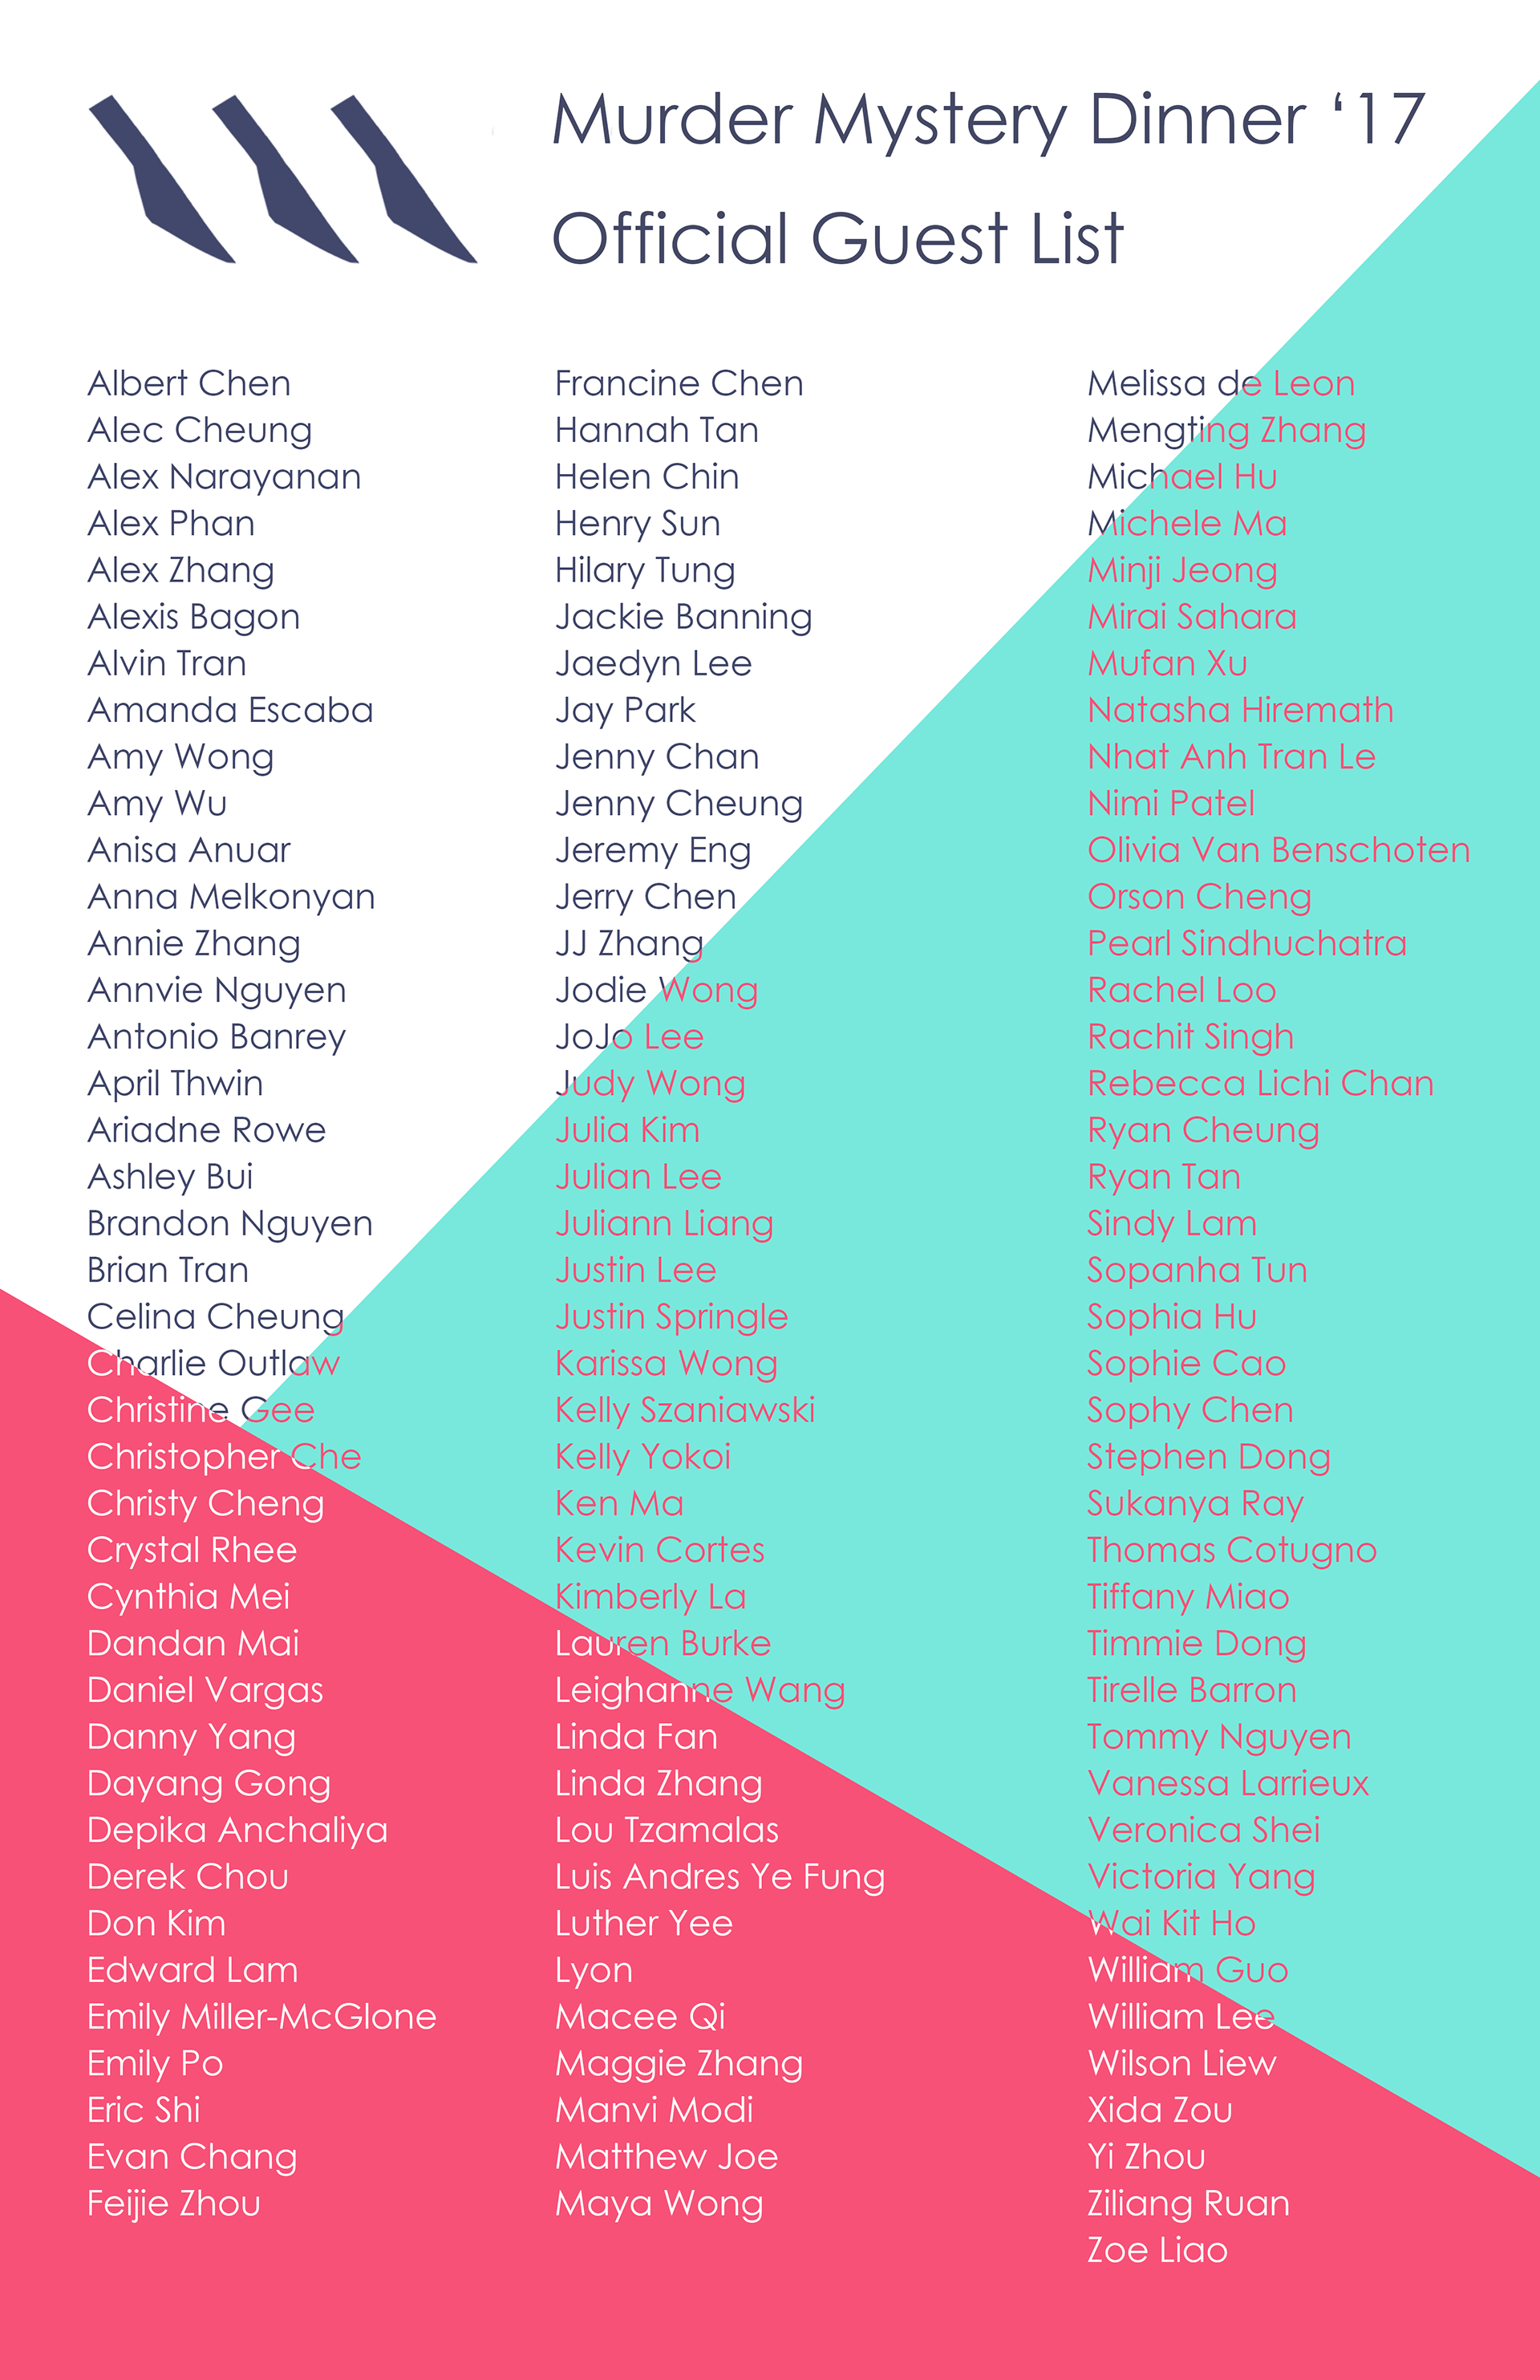 Murder Mystery Dinner ‘17
Official Guest List
Albert Chen
Alec Cheung
Alex Narayanan
Alex Phan
Alex Zhang
Alexis Bagon
Alvin Tran
Amanda Escaba
Amy Wong
Amy Wu
Anisa Anuar
Anna Melkonyan
Annie Zhang
Annvie Nguyen
Antonio Banrey
April Thwin
Ariadne Rowe
Ashley Bui
Brandon Nguyen
Brian Tran
Celina Cheung
Charlie Outlaw
Christine Gee
Christopher Che
Christy Cheng
Crystal Rhee
Cynthia Mei
Dandan Mai
Daniel Vargas
Danny Yang
Dayang Gong
Depika Anchaliya
Derek Chou
Don Kim
Edward Lam
Emily Miller-McGlone
Emily Po
Eric Shi
Evan Chang
Feijie Zhou
Francine Chen
Hannah Tan
Helen Chin
Henry Sun
Hilary Tung
Jackie Banning
Jaedyn Lee
Jay Park
Jenny Chan
Jenny Cheung
Jeremy Eng
Jerry Chen
JJ Zhang
Jodie Wong
JoJo Lee
Judy Wong
Julia Kim
Julian Lee
Juliann Liang
Justin Lee
Justin Springle
Karissa Wong
Kelly Szaniawski
Kelly Yokoi
Ken Ma
Kevin Cortes
Kimberly La
Lauren Burke
Leighanne Wang
Linda Fan
Linda Zhang
Lou Tzamalas
Luis Andres Ye Fung
Luther Yee
Lyon
Macee Qi
Maggie Zhang
Manvi Modi
Matthew Joe
Maya Wong
Melissa de Leon
Mengting Zhang
Michael Hu
Michele Ma
Minji Jeong
Mirai Sahara
Mufan Xu
Natasha Hiremath
Nhat Anh Tran Le
Nimi Patel
Olivia Van Benschoten
Orson Cheng
Pearl Sindhuchatra
Rachel Loo
Rachit Singh
Rebecca Lichi Chan
Ryan Cheung
Ryan Tan
Sindy Lam
Sopanha Tun
Sophia Hu
Sophie Cao
Sophy Chen
Stephen Dong
Sukanya Ray
Thomas Cotugno
Tiffany Miao
Timmie Dong
Tirelle Barron
Tommy Nguyen
Vanessa Larrieux
Veronica Shei
Victoria Yang
Wai Kit Ho
William Guo
William Lee
Wilson Liew
Xida Zou
Yi Zhou
Ziliang Ruan
Zoe Liao